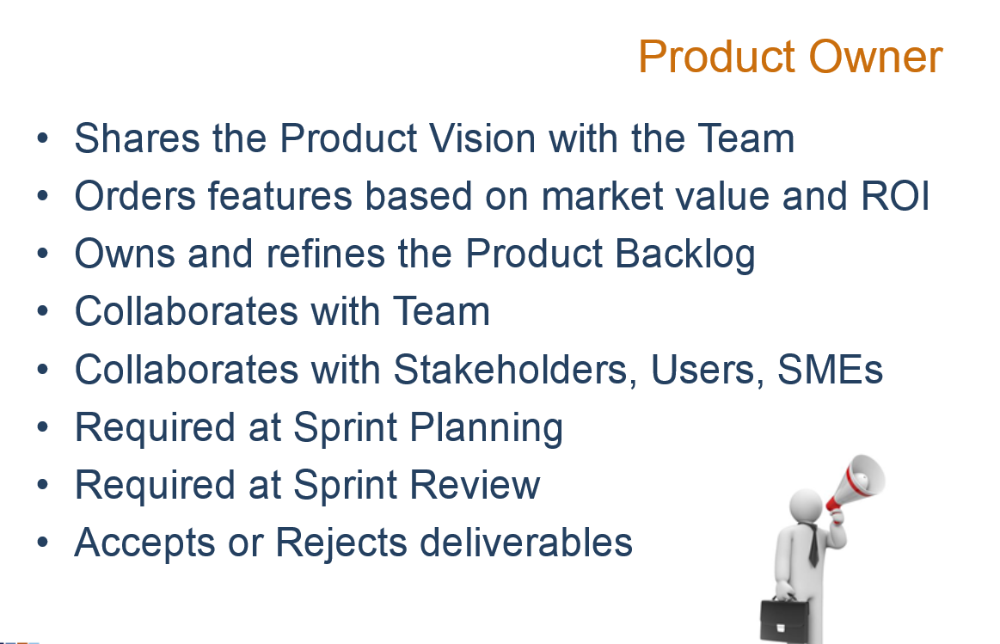 Product Owner
• Shares the Product Vision with the Team
• Orders features based on market value and ROI
• Owns and refines the Product Backlog
• Collaborates with Team
• Collaborates with Stakeholders, Users, SMEs
• Required at Sprint Planning
• Required at Sprint Review
• Accepts or Rejects deliverables